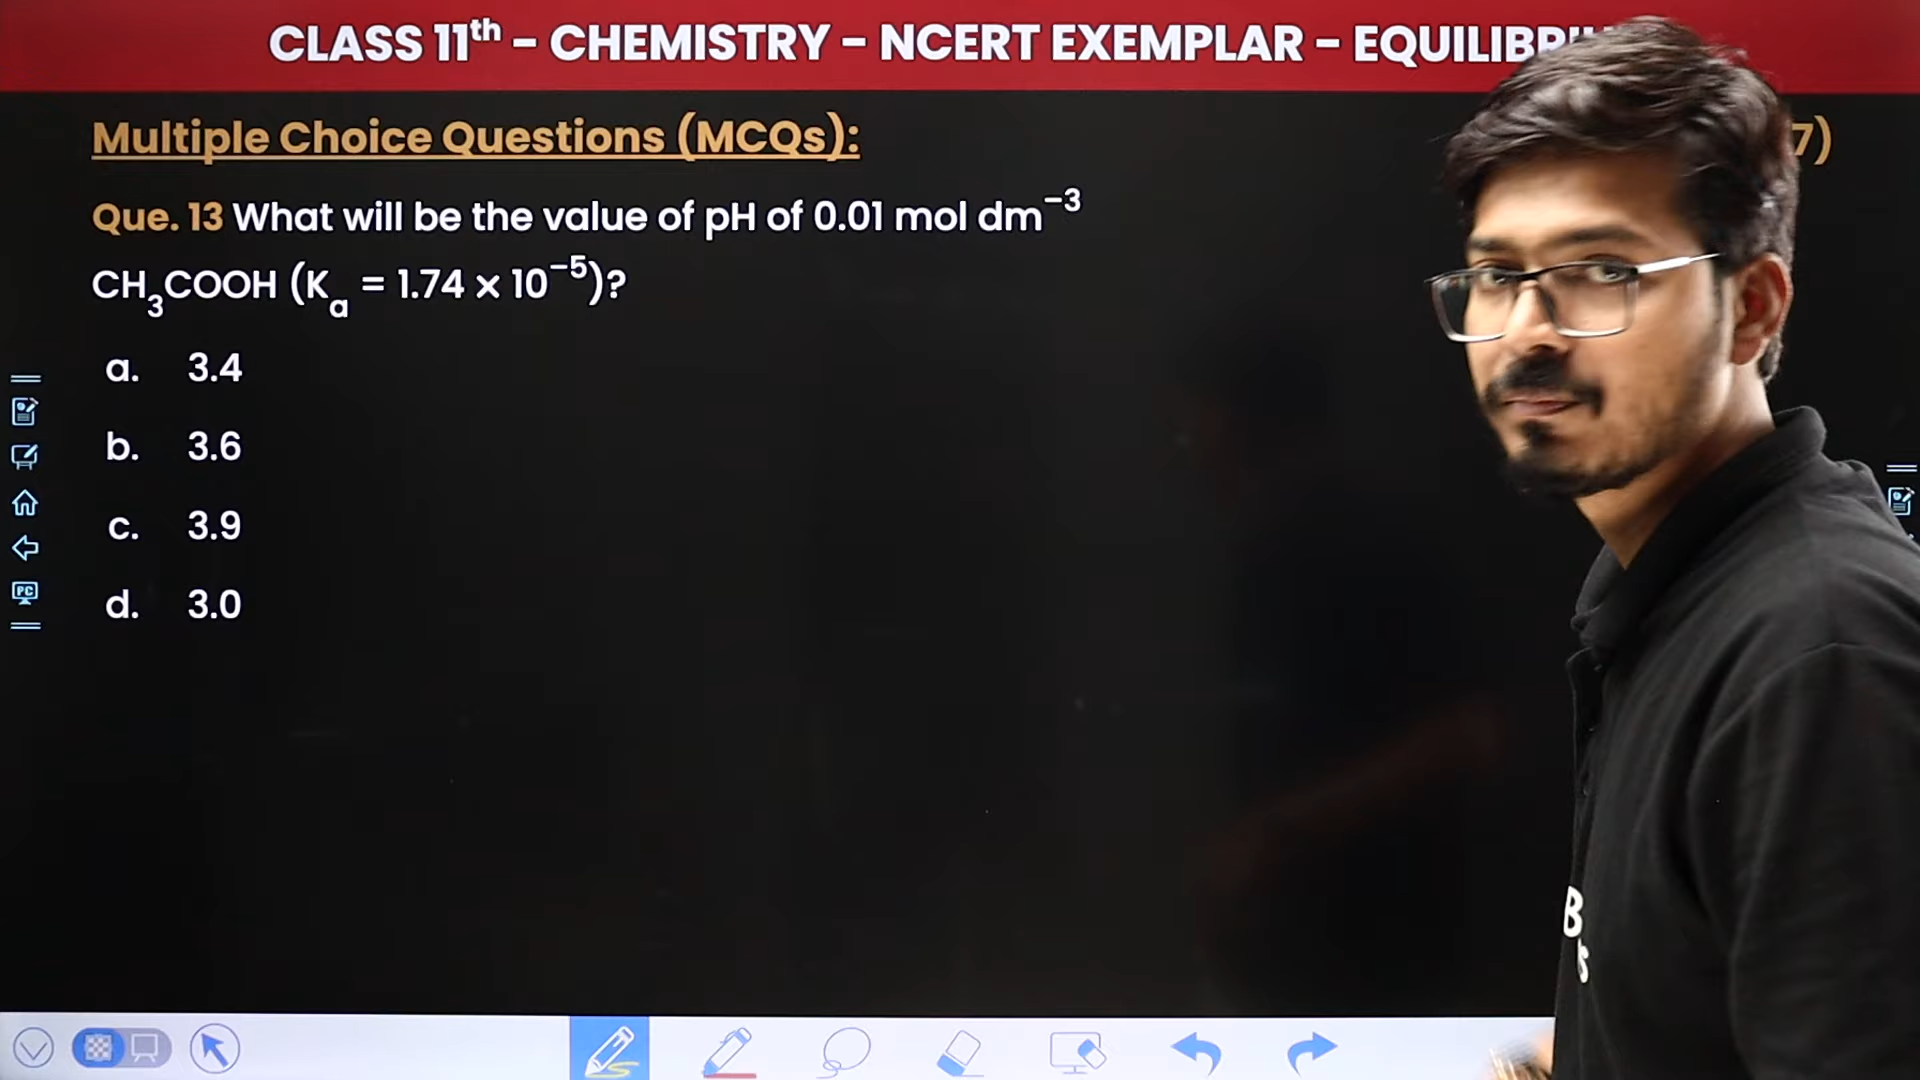 CLASS 11th – CHEMISTRY – NCERT EXEMPLAR –
Multiple Choice Questions (MCQs):
7)
Que. 13 What will be the value of pH of 0.01 mol dm⁻³
CH₃COOH (Kₐ = 1.74 × 10⁻⁵)?
a. 3.4
b. 3.6
c. 3.9
d. 3.0
PC
B